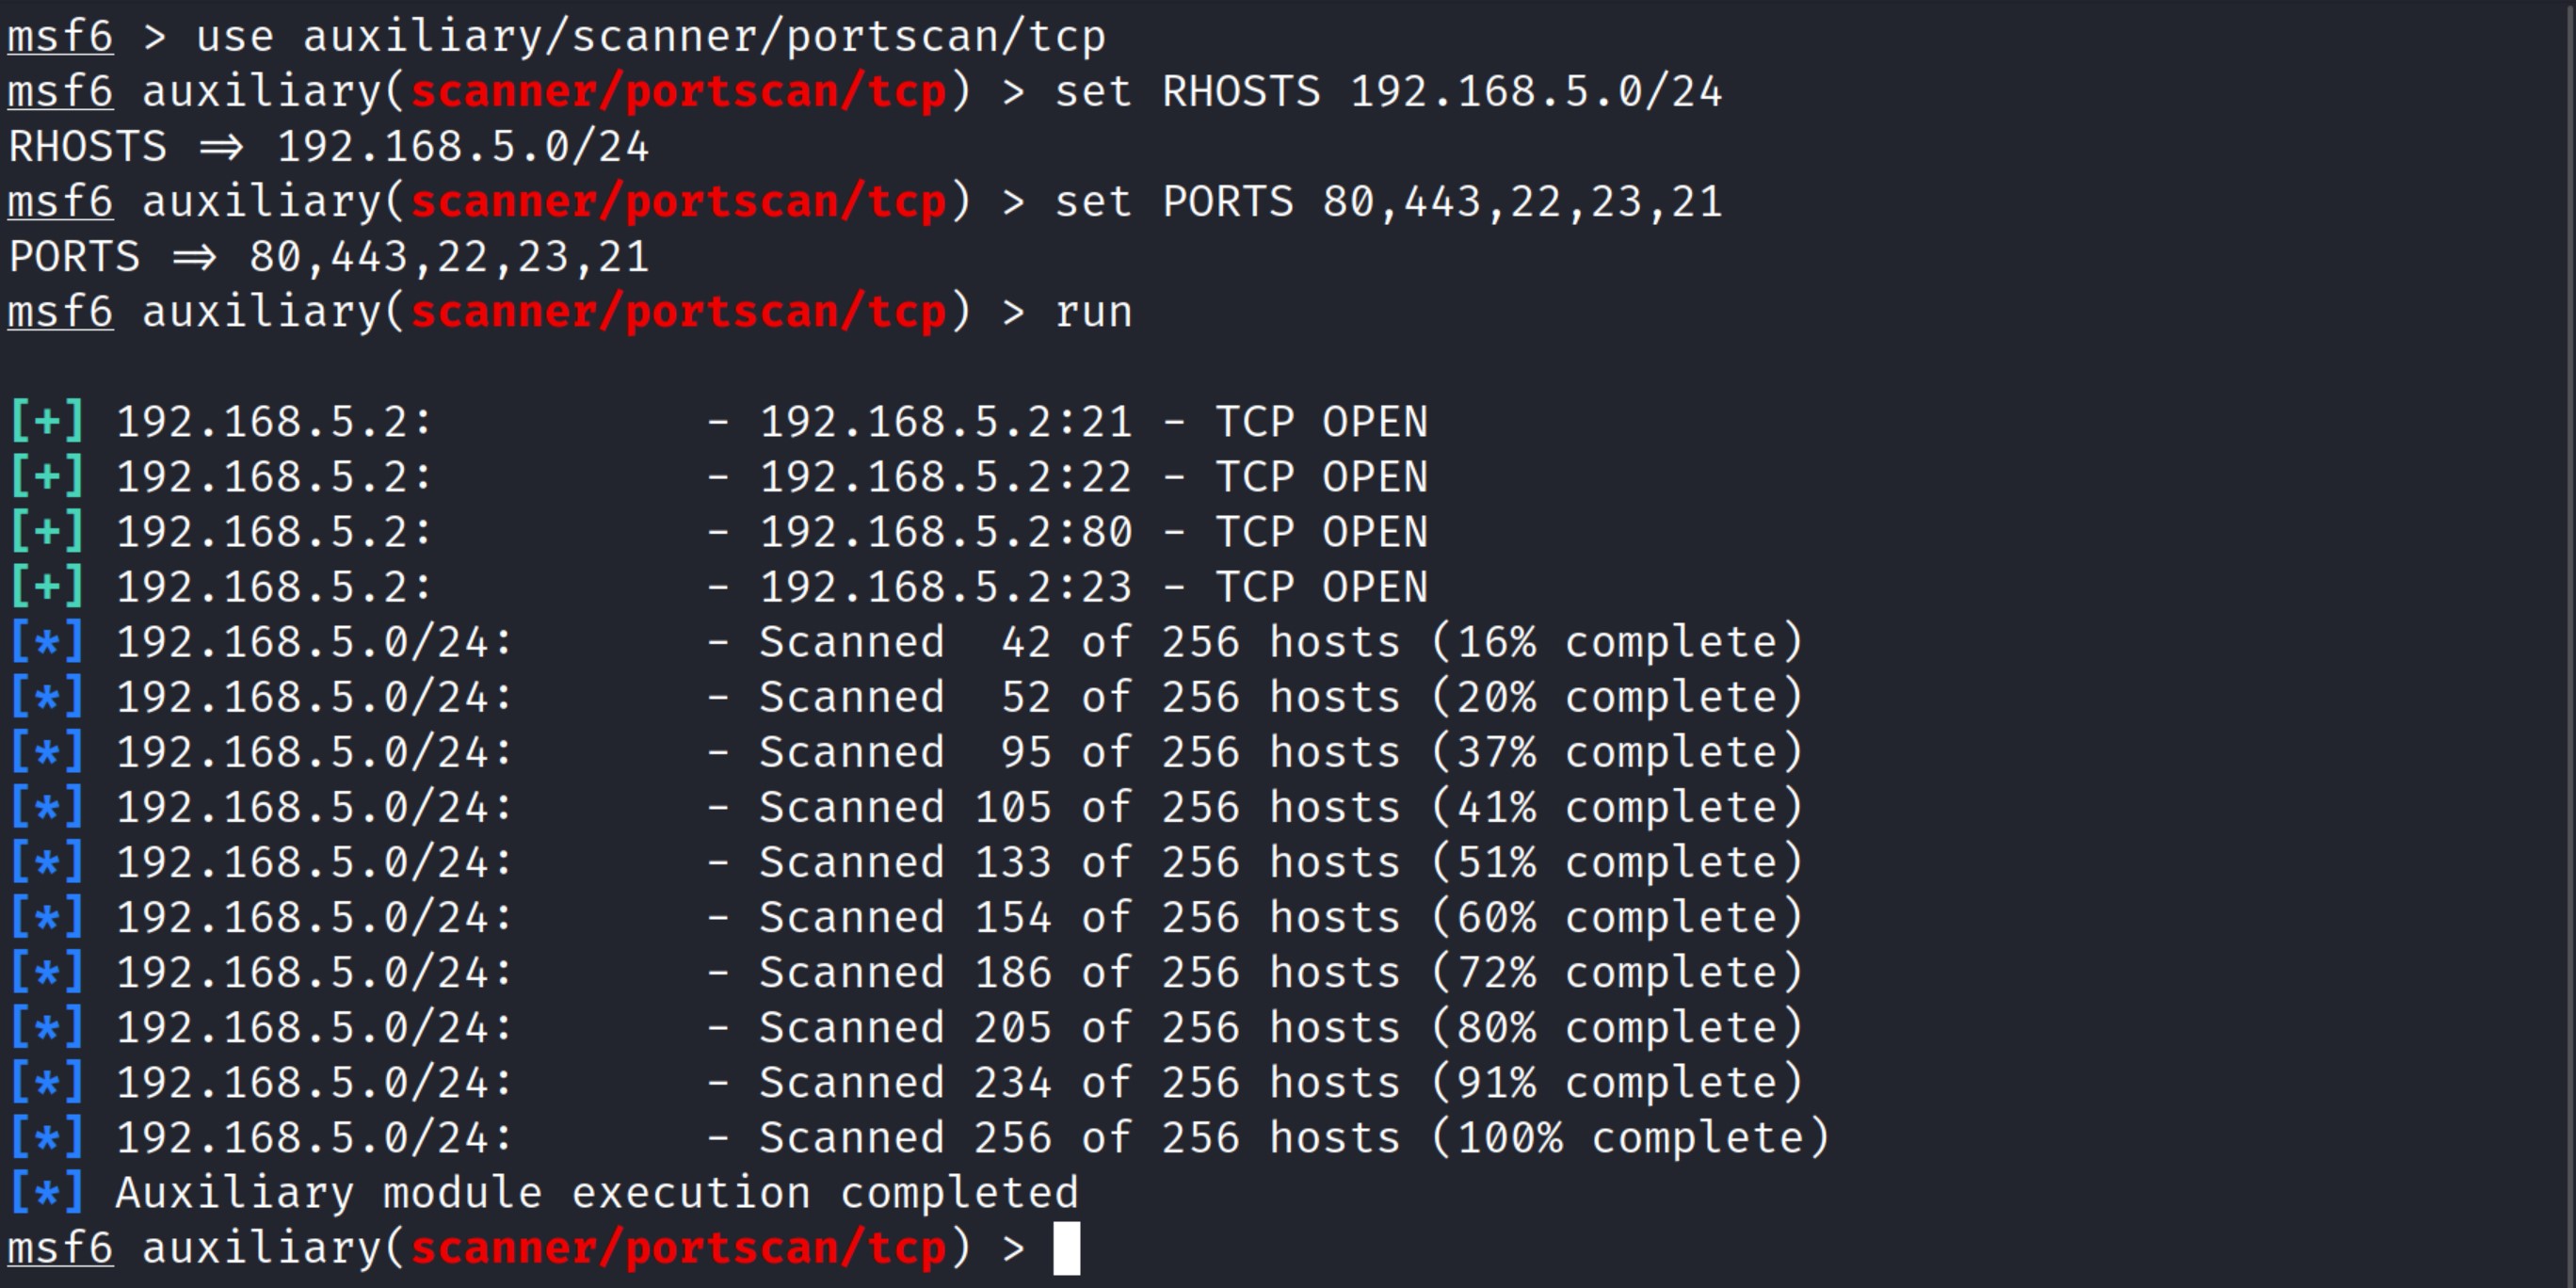 msf6 > use auxiliary/scanner/portscan/tcp
msf6 auxiliary(scanner/portscan/tcp) > set RHOSTS 192.168.5.0/24
RHOSTS ⇒ 192.168.5.0/24
msf6 auxiliary(scanner/portscan/tcp) > set PORTS 80,443,22,23,21
PORTS ⇒ 80,443,22,23,21
msf6 auxiliary(scanner/portscan/tcp) > run
[+] 192.168.5.2: - 192.168.5.2:21 - TCP OPEN
[+] 192.168.5.2: - 192.168.5.2:22 - TCP OPEN
[+] 192.168.5.2: - 192.168.5.2:80 - TCP OPEN
[+] 192.168.5.2: - 192.168.5.2:23 - TCP OPEN
[*] 192.168.5.0/24: - Scanned 42 of 256 hosts (16% complete)
[*] 192.168.5.0/24: - Scanned 52 of 256 hosts (20% complete)
[*] 192.168.5.0/24: - Scanned 95 of 256 hosts (37% complete)
[*] 192.168.5.0/24: - Scanned 105 of 256 hosts (41% complete)
[*] 192.168.5.0/24: - Scanned 133 of 256 hosts (51% complete)
[*] 192.168.5.0/24: - Scanned 154 of 256 hosts (60% complete)
[*] 192.168.5.0/24: - Scanned 186 of 256 hosts (72% complete)
[*] 192.168.5.0/24: - Scanned 205 of 256 hosts (80% complete)
[*] 192.168.5.0/24: - Scanned 234 of 256 hosts (91% complete)
[*] 192.168.5.0/24: - Scanned 256 of 256 hosts (100% complete)
[*] Auxiliary module execution completed
msf6 auxiliary(scanner/portscan/tcp) >